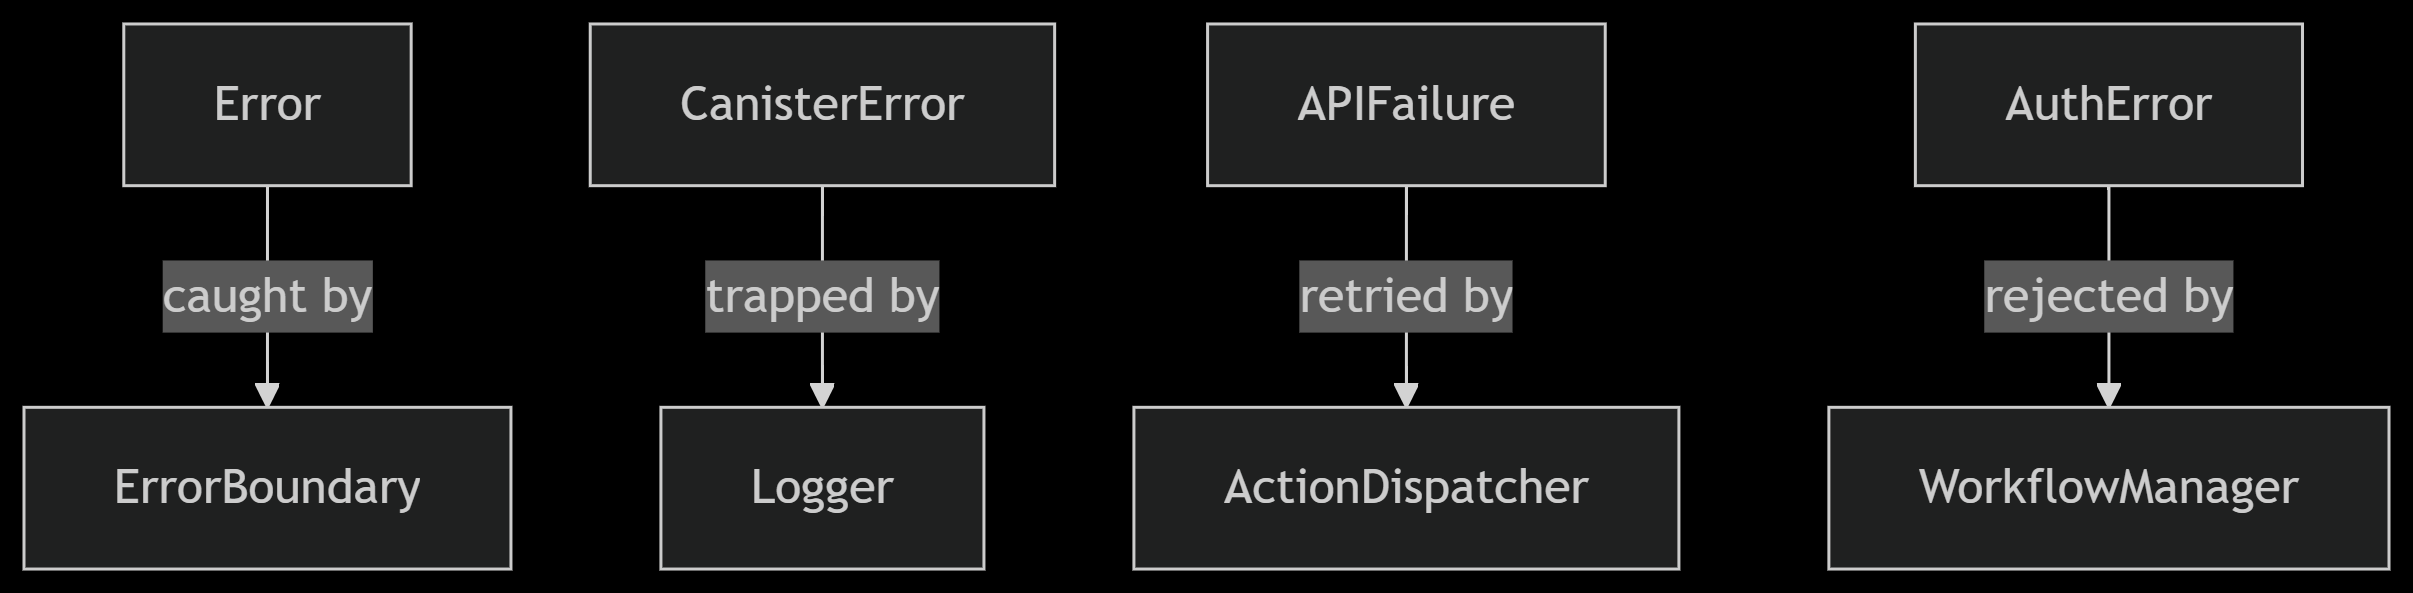 Error
CanisterError
APIFailure
AuthError
caught by
trapped by
retried by
rejected by
ErrorBoundary
Logger
ActionDispatcher
WorkflowManager